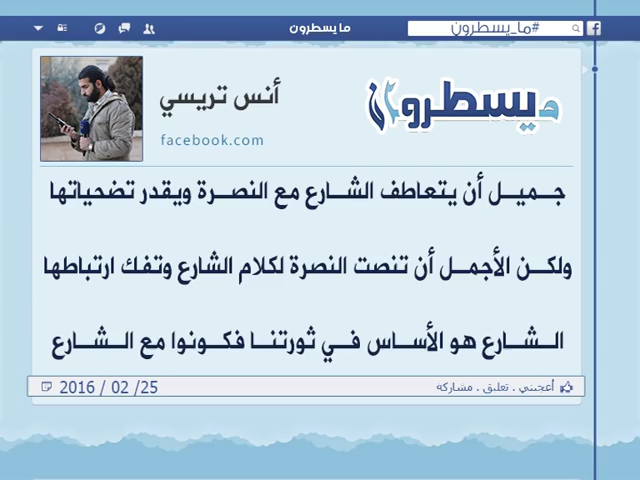 ما يسطرون
#ما_يسطرون
f
ما يسطرون
أنس تريسي
facebook.com
جميل أن يتعاطف الشارع مع النصرة ويقدر تضحياتها
ولكن الأجمل أن تنصت النصرة لكلام الشارع وتفك ارتباطها
الشارع هو الأساس في ثورتنا فكونوا مع الشارع
أعجبني . تعليق . مشاركة
2016 / 02 /25